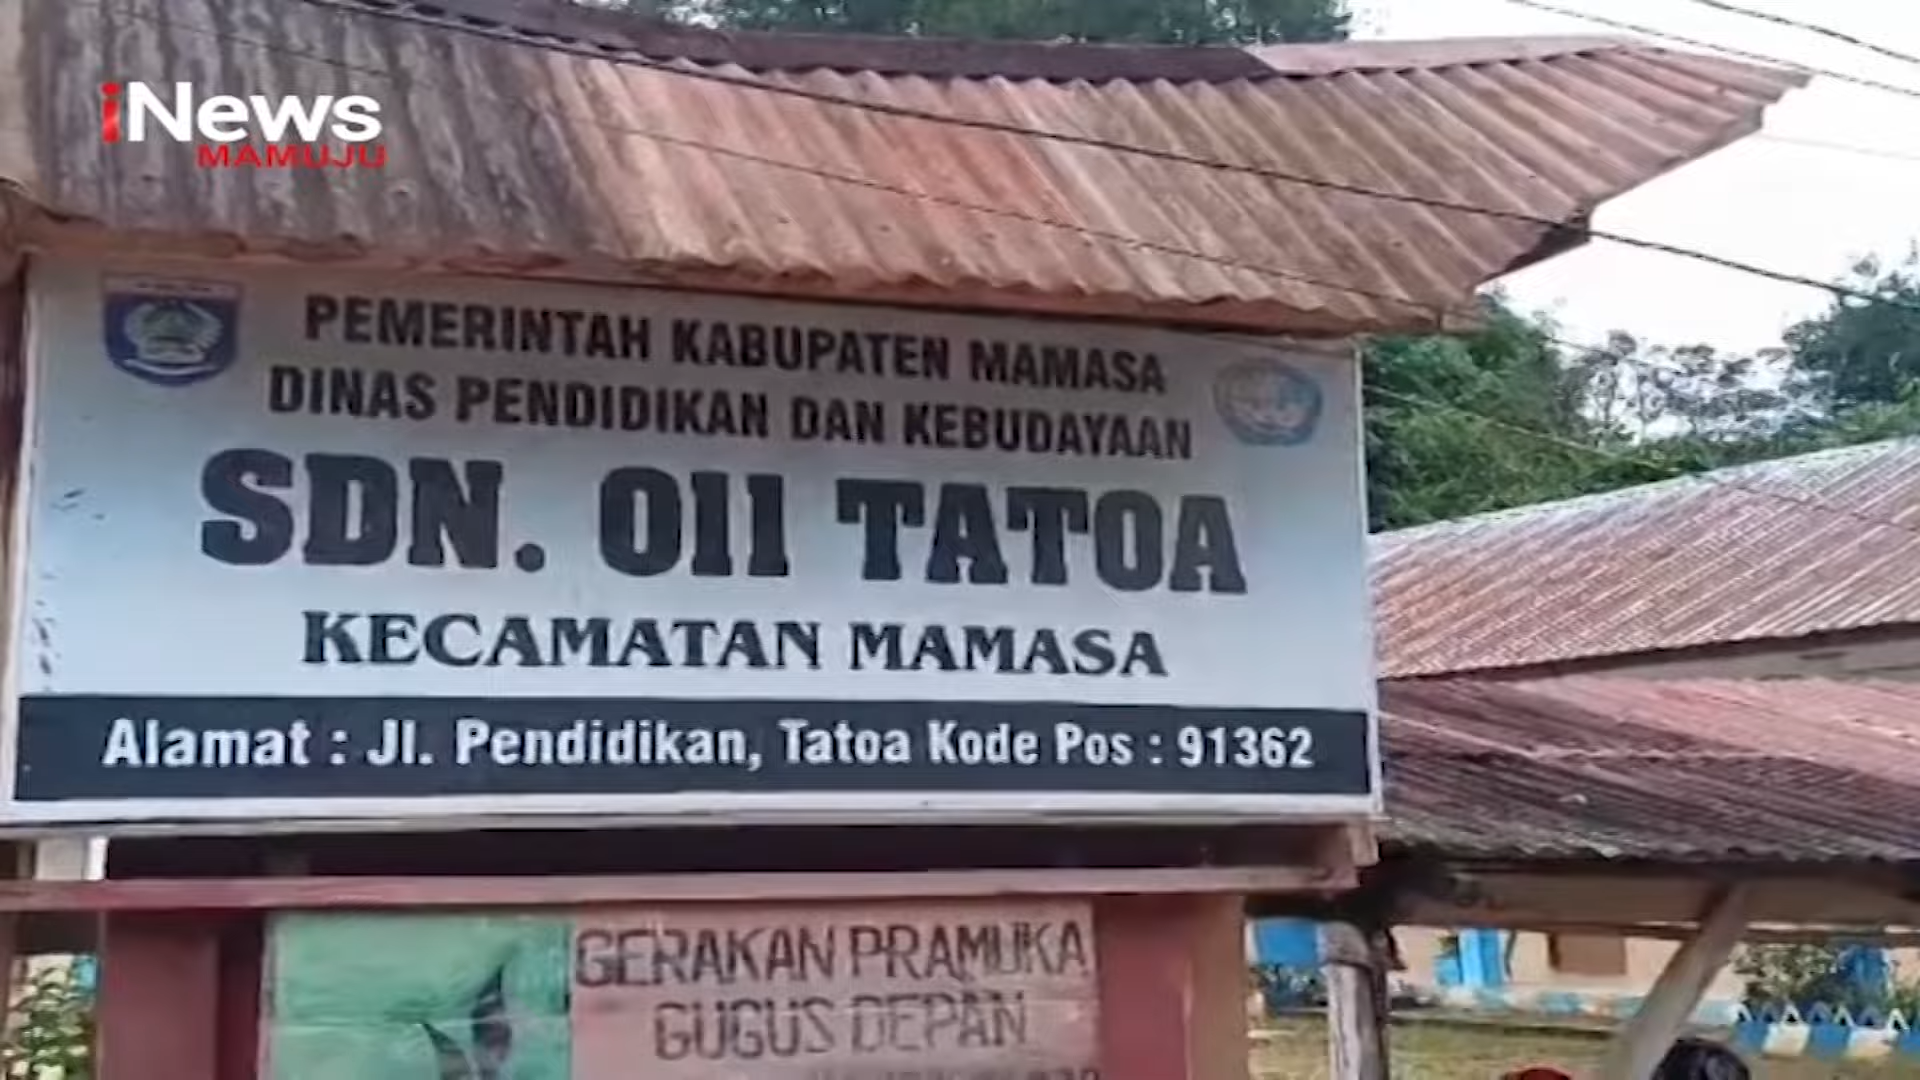 iNews
MAMUJU
PEMERINTAH KABUPATEN MAMASA
DINAS PENDIDIKAN DAN KEBUDAYAAN
SDN. 011 TATOA
KECAMATAN MAMASA
Alamat : Jl. Pendidikan, Tatoa Kode Pos : 91362
GERAKAN PRAMUKA
GUGUS DEPAN